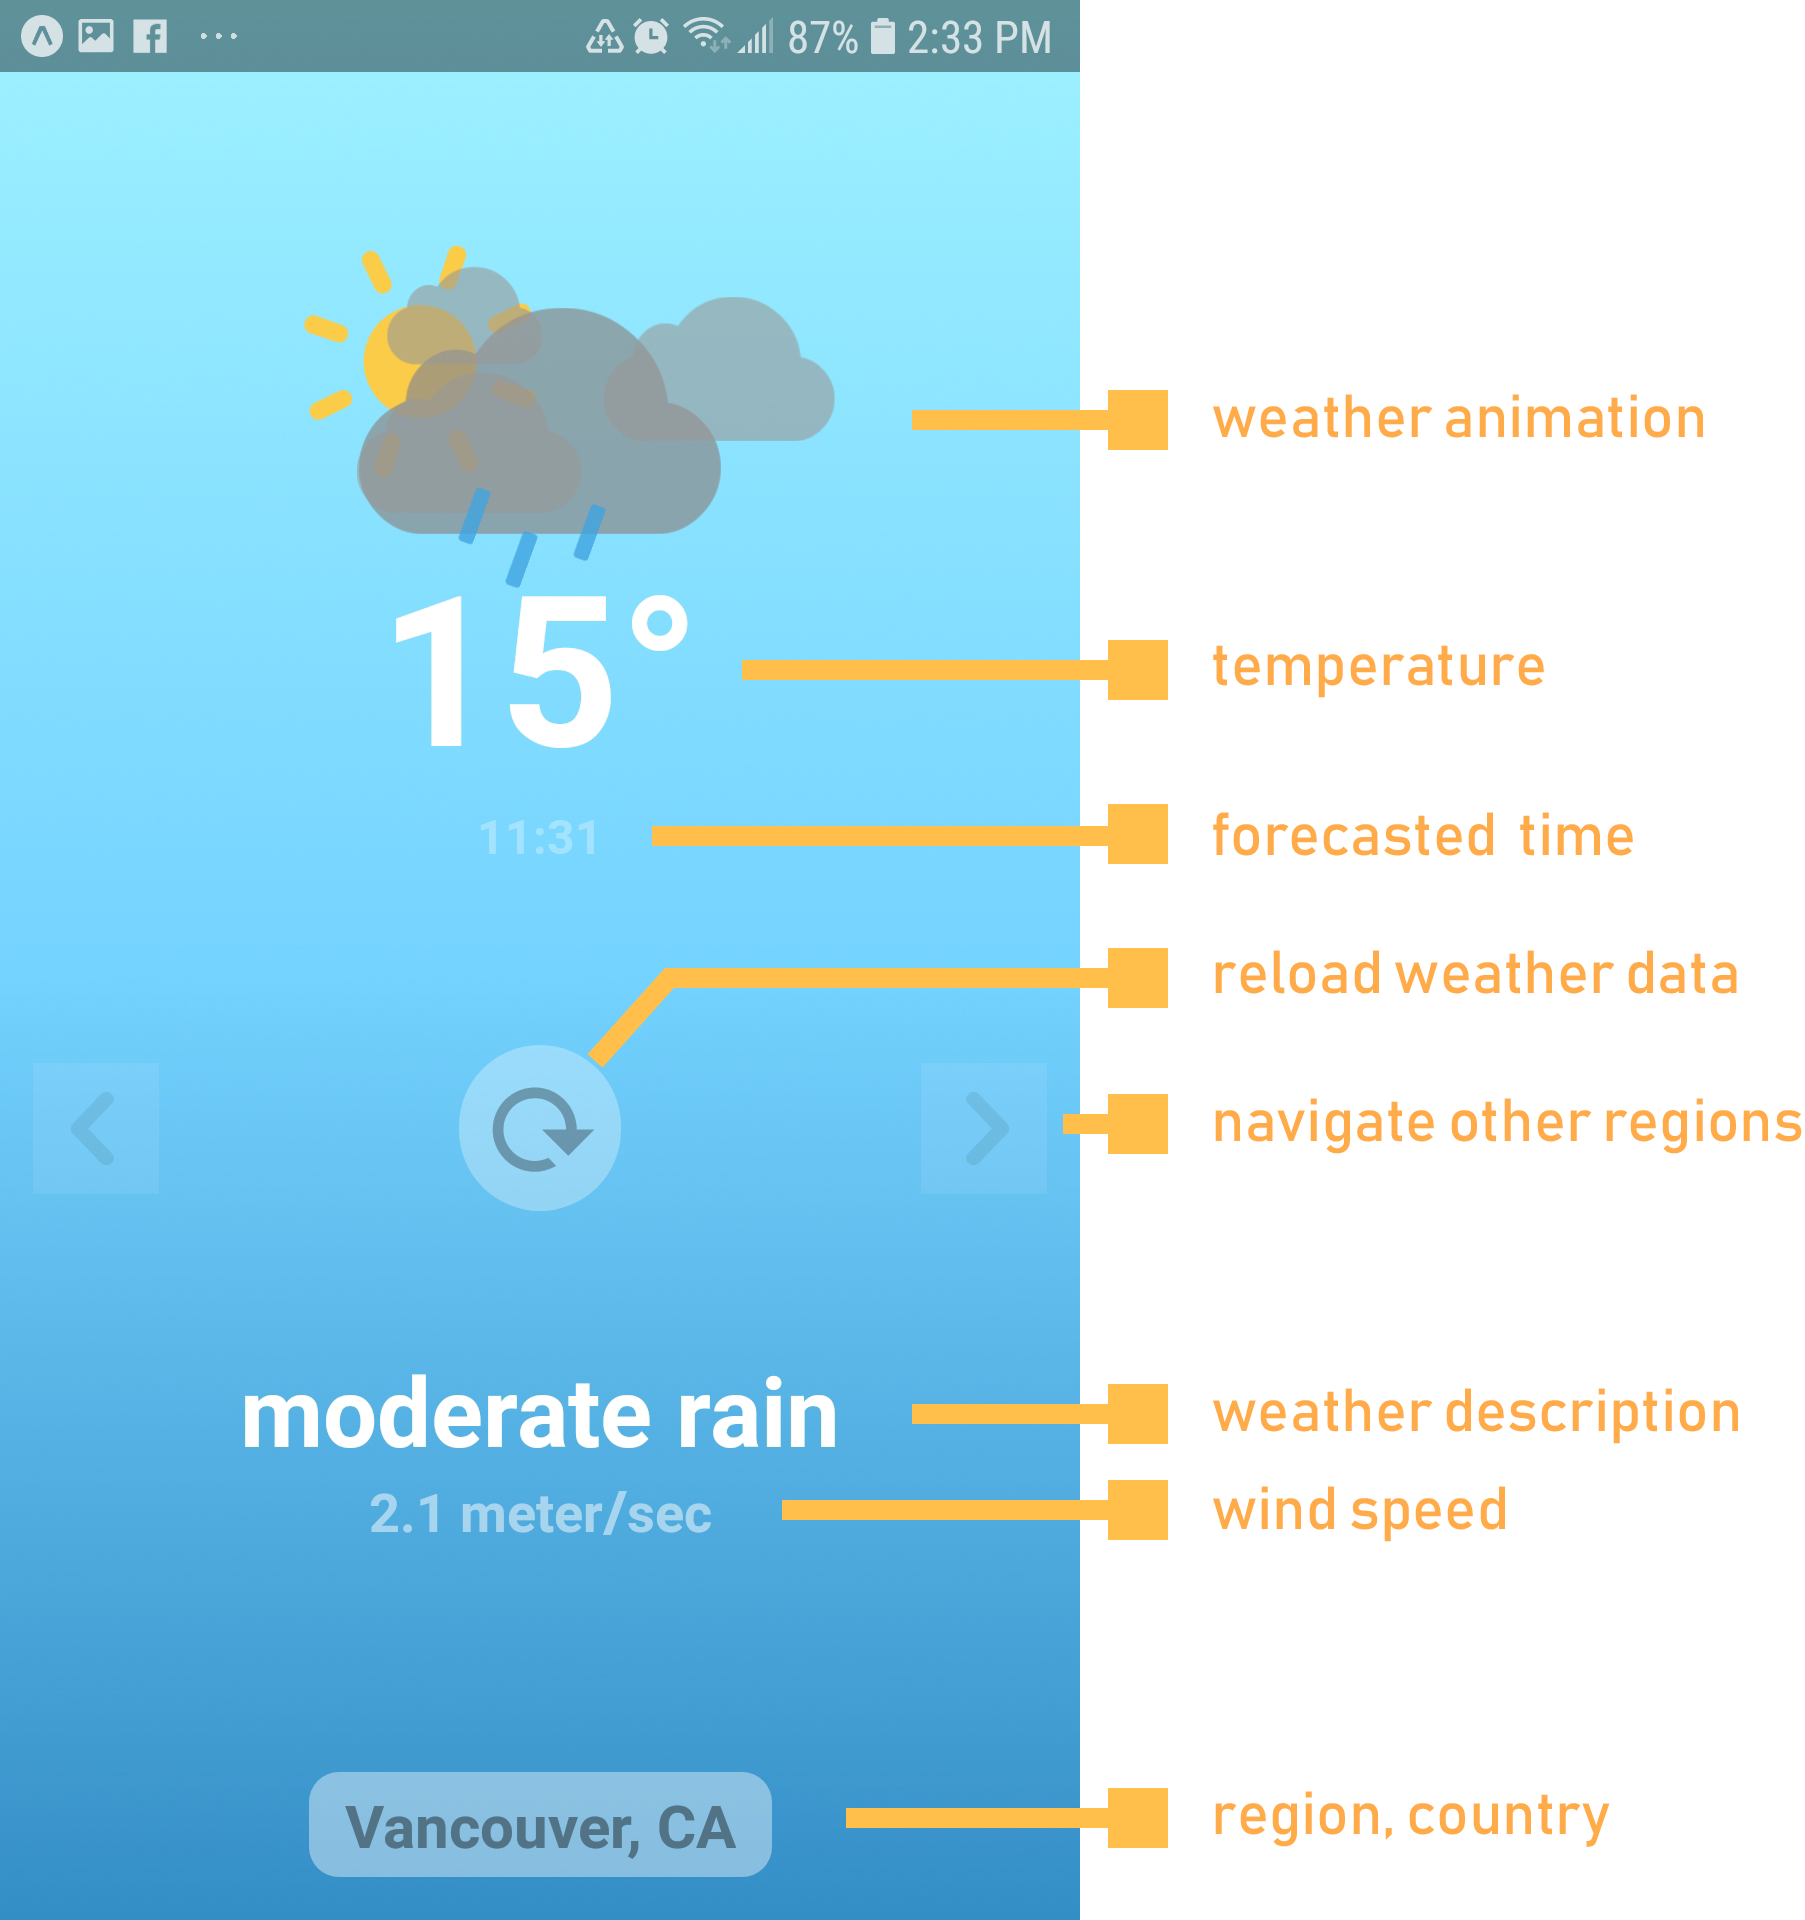 87% 2:33 PM
weather animation
15°
temperature
11:31
forecasted time
reload weather data
navigate other regions
moderate rain
weather description
2.1 meter/sec
wind speed
Vancouver, CA
region, country